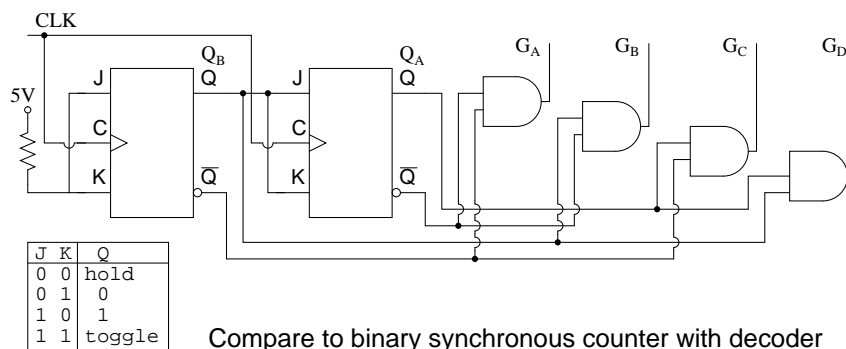 CLK
G_A G_B G_C G_D
Q_B Q_A
J Q J Q
5V
C C
K Q̅ K Q̅
J K Q
0 0 hold
0 1 0
1 0 1
1 1 toggle
Compare to binary synchronous counter with decoder